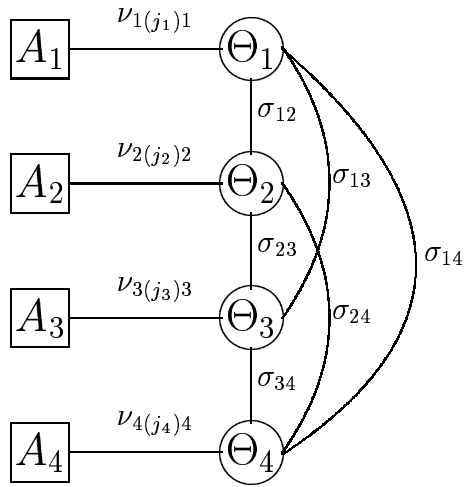 ν₁₍ⱼ₁₎₁
A₁ Θ₁
σ₁₂
ν₂₍ⱼ₂₎₂
A₂ Θ₂ σ₁₃
σ₂₃ σ₁₄
ν₃₍ⱼ₃₎₃
A₃ Θ₃ σ₂₄
σ₃₄
ν₄₍ⱼ₄₎₄
A₄ Θ₄